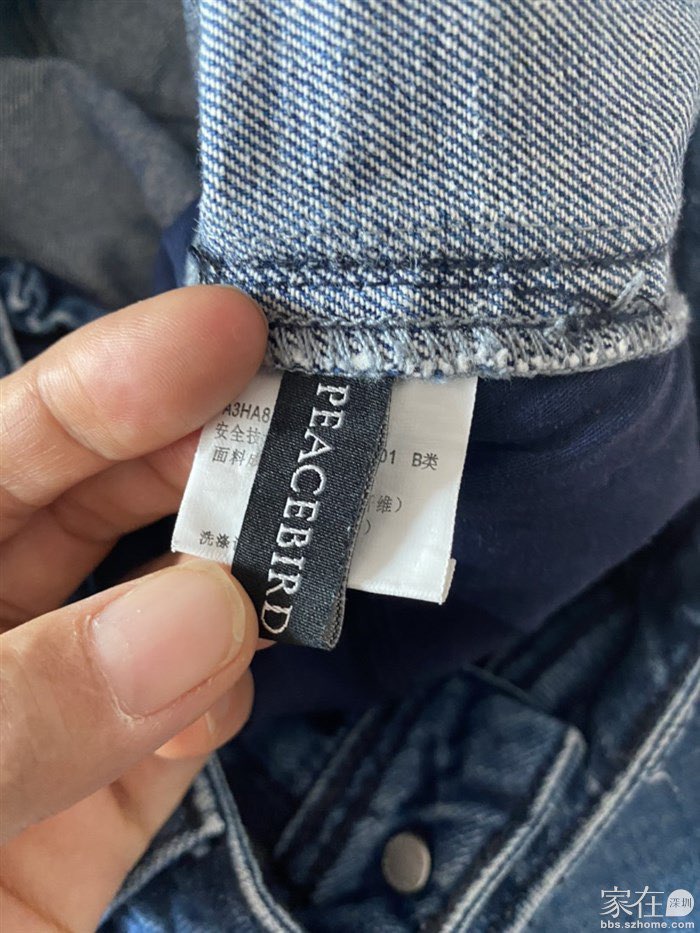 A3HA8
安全技 01 B类
面料成
纤维）
）
洗涤
PEACEBIRD
家在深圳
bbs.szhome.com